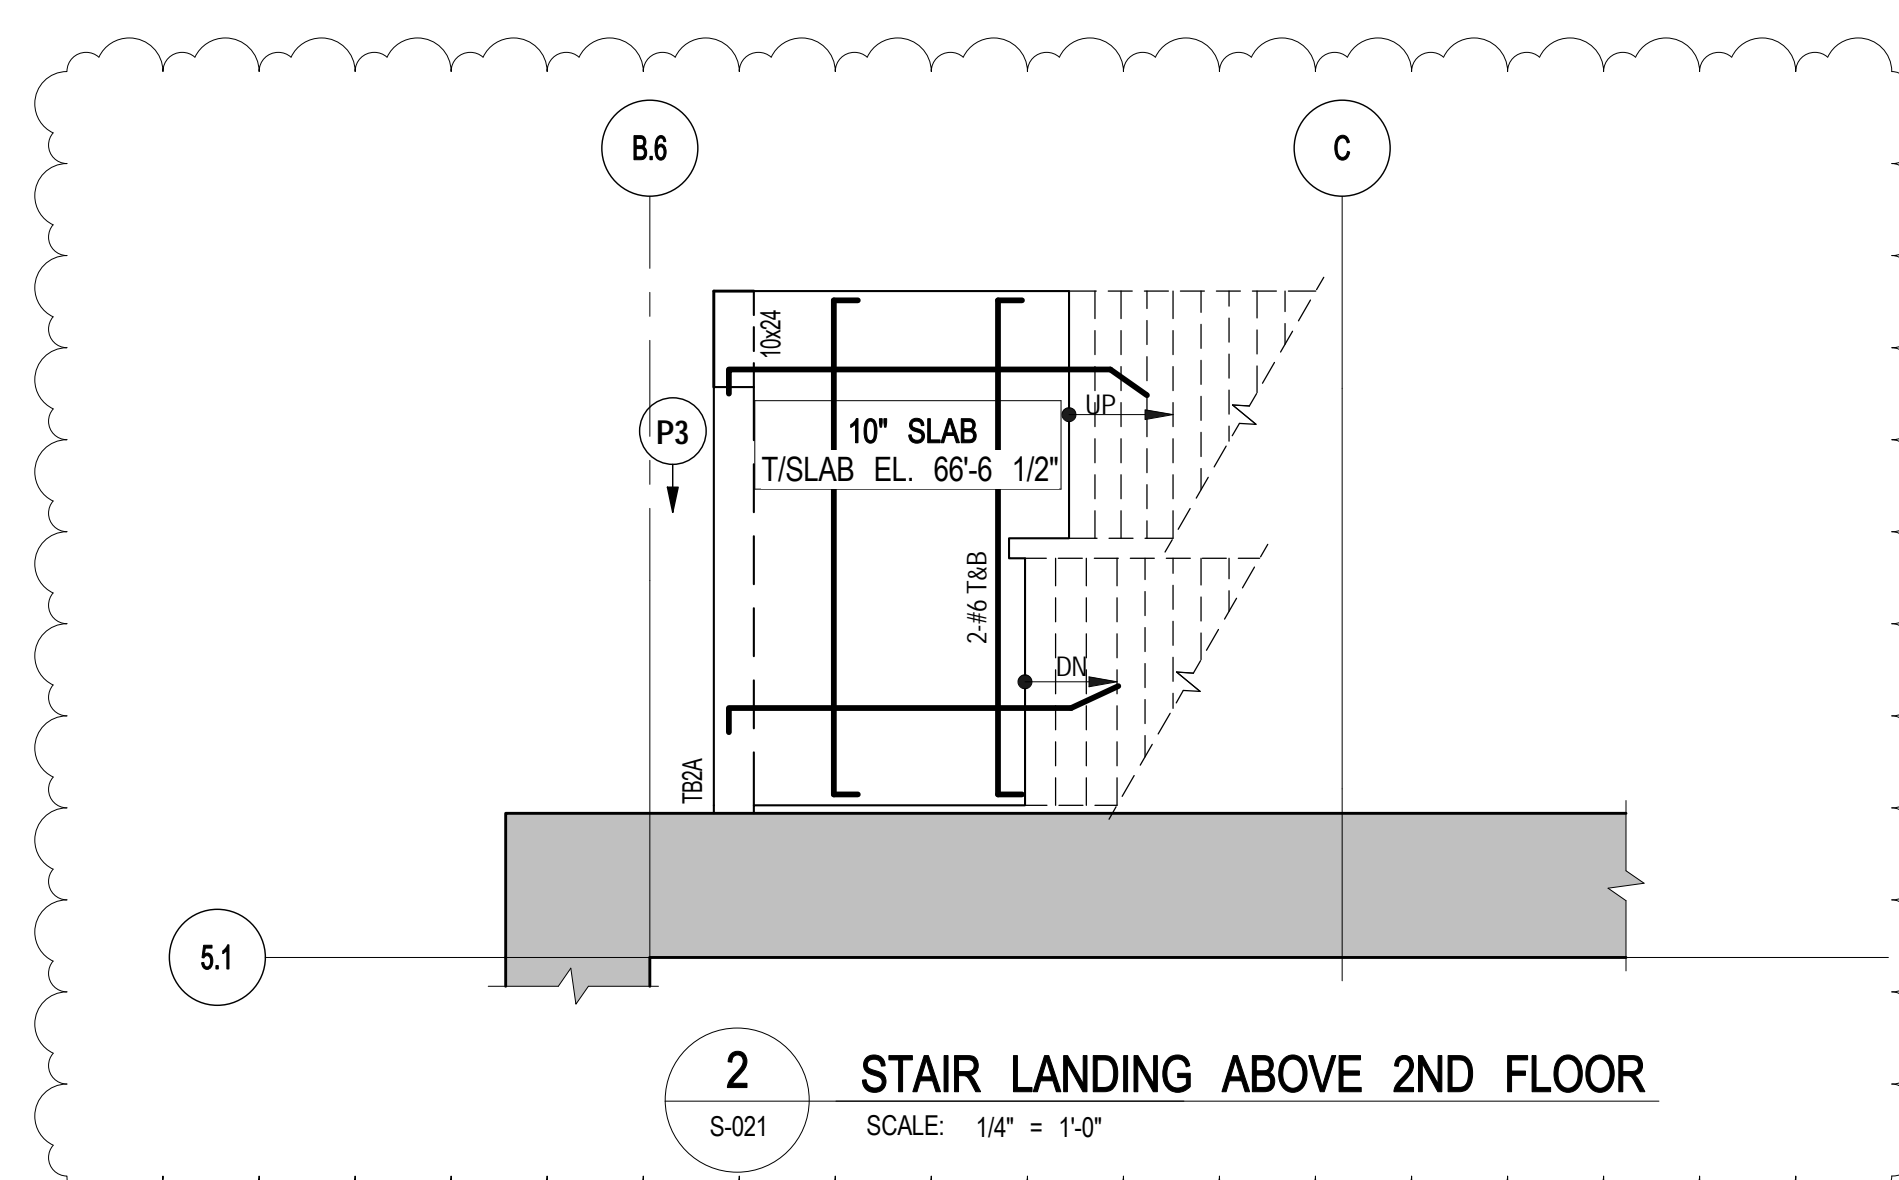 B.6
C
10x24
P3
UP
10" SLAB
T/SLAB EL. 66'-6 1/2"
2-#6 T&B
DN
TB2A
5.1
2
S-021
STAIR LANDING ABOVE 2ND FLOOR
SCALE: 1/4" = 1'-0"